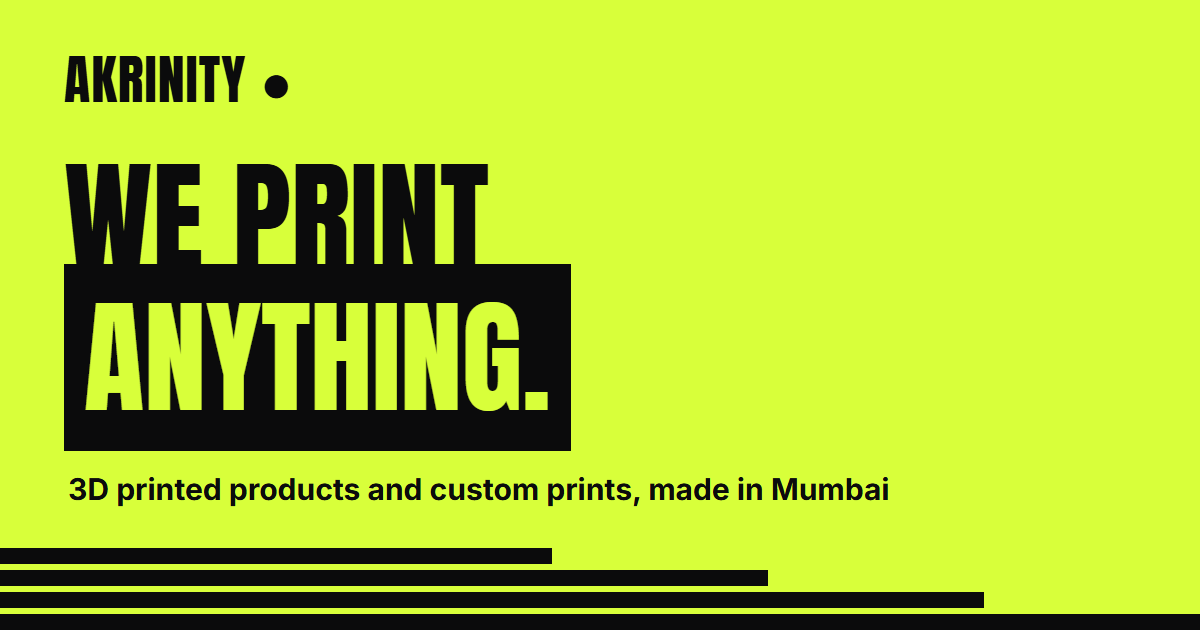 AKRINITY
WE PRINT
ANYTHING.
3D printed products and custom prints, made in Mumbai